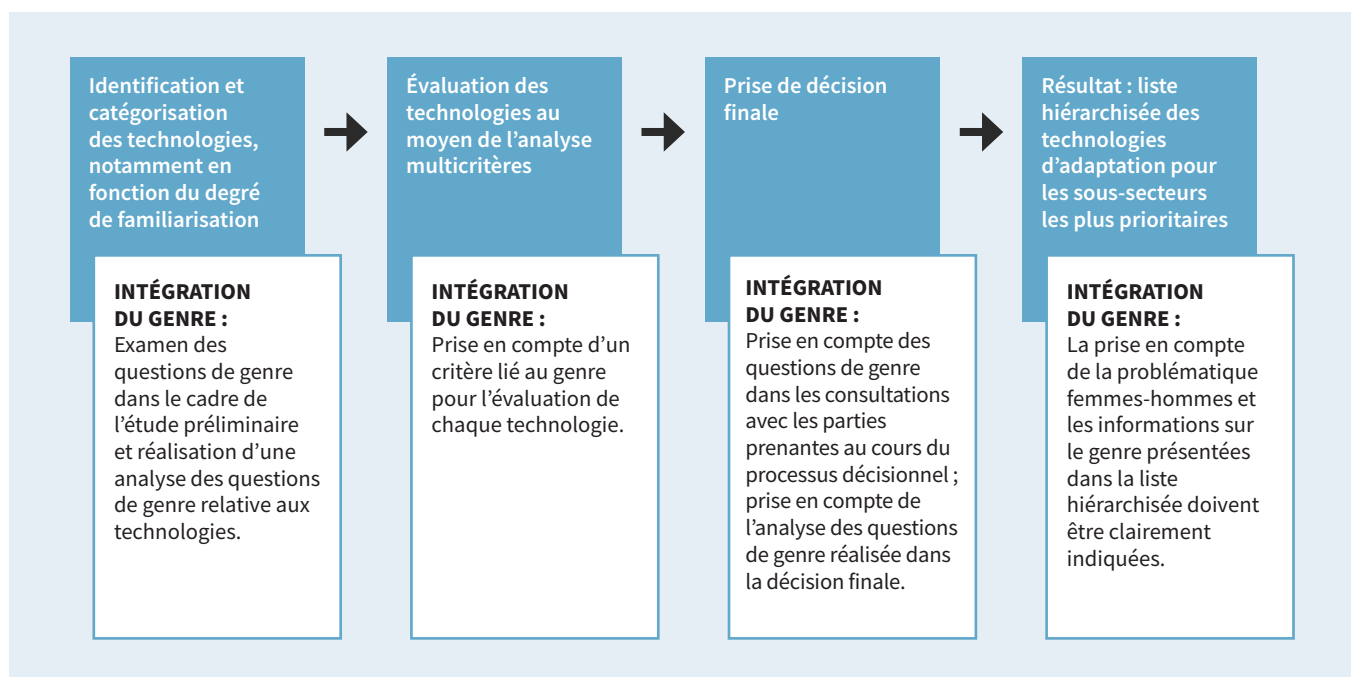 Identification et
catégorisation
des technologies,
notamment en
fonction du degré
de familiarisation
INTÉGRATION
DU GENRE :
Examen des
questions de genre
dans le cadre de
l’étude préliminaire
et réalisation d’une
analyse des questions
de genre relative aux
technologies.
Évaluation des
technologies au
moyen de l’analyse
multicritères
INTÉGRATION
DU GENRE :
Prise en compte d’un
critère lié au genre
pour l’évaluation de
chaque technologie.
Prise de décision
finale
INTÉGRATION
DU GENRE :
Prise en compte des
questions de genre
dans les consultations
avec les parties
prenantes au cours du
processus décisionnel ;
prise en compte de
l’analyse des questions
de genre réalisée dans
la décision finale.
Résultat : liste
hiérarchisée des
technologies
d’adaptation pour
les sous-secteurs
les plus prioritaires
INTÉGRATION
DU GENRE :
La prise en compte
de la problématique
femmes-hommes et
les informations sur
le genre présentées
dans la liste
hiérarchisée doivent
être clairement
indiquées.